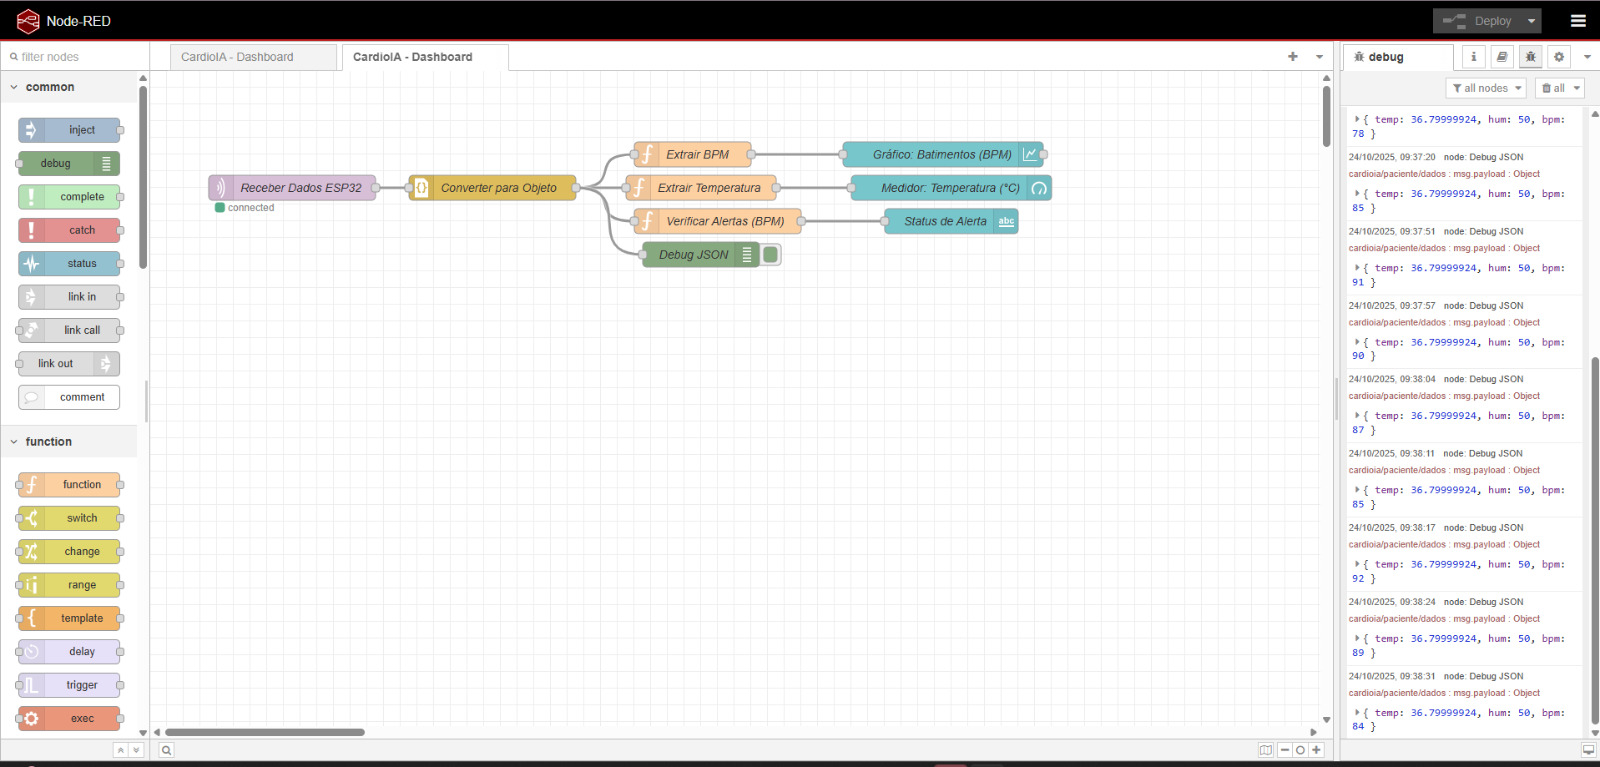 Node-RED
Deploy
filter nodes
CardioIA - Dashboard
CardioIA - Dashboard
debug
i
all nodes
all
common
inject
debug
complete
catch
status
link in
link call
link out
comment
function
function
switch
change
range
template
delay
trigger
exec
Receber Dados ESP32
connected
Converter para Objeto
Extrair BPM
Gráfico: Batimentos (BPM)
Extrair Temperatura
Medidor: Temperatura (°C)
Verificar Alertas (BPM)
Status de Alerta
abc
Debug JSON
{ temp: 36.79999924, hum: 50, bpm:
78 }
24/10/2025, 09:37:20 node: Debug JSON
cardioia/paciente/dados : msg.payload : Object
{ temp: 36.79999924, hum: 50, bpm:
85 }
24/10/2025, 09:37:51 node: Debug JSON
cardioia/paciente/dados : msg.payload : Object
{ temp: 36.79999924, hum: 50, bpm:
91 }
24/10/2025, 09:37:57 node: Debug JSON
cardioia/paciente/dados : msg.payload : Object
{ temp: 36.79999924, hum: 50, bpm:
90 }
24/10/2025, 09:38:04 node: Debug JSON
cardioia/paciente/dados : msg.payload : Object
{ temp: 36.79999924, hum: 50, bpm:
87 }
24/10/2025, 09:38:11 node: Debug JSON
cardioia/paciente/dados : msg.payload : Object
{ temp: 36.79999924, hum: 50, bpm:
85 }
24/10/2025, 09:38:17 node: Debug JSON
cardioia/paciente/dados : msg.payload : Object
{ temp: 36.79999924, hum: 50, bpm:
92 }
24/10/2025, 09:38:24 node: Debug JSON
cardioia/paciente/dados : msg.payload : Object
{ temp: 36.79999924, hum: 50, bpm:
89 }
24/10/2025, 09:38:31 node: Debug JSON
cardioia/paciente/dados : msg.payload : Object
{ temp: 36.79999924, hum: 50, bpm:
84 }